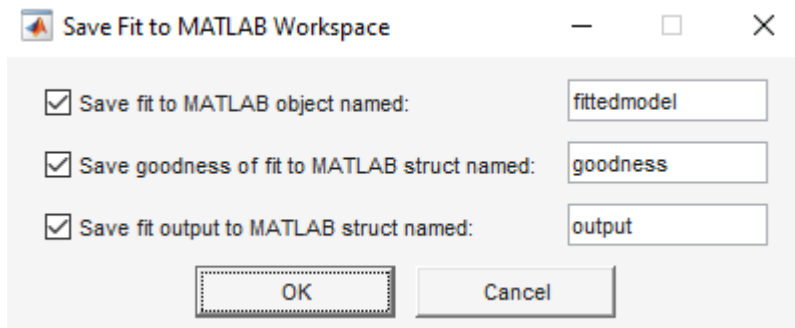 Save Fit to MATLAB Workspace
Save fit to MATLAB object named: fittedmodel
Save goodness of fit to MATLAB struct named: goodness
Save fit output to MATLAB struct named: output
OK Cancel